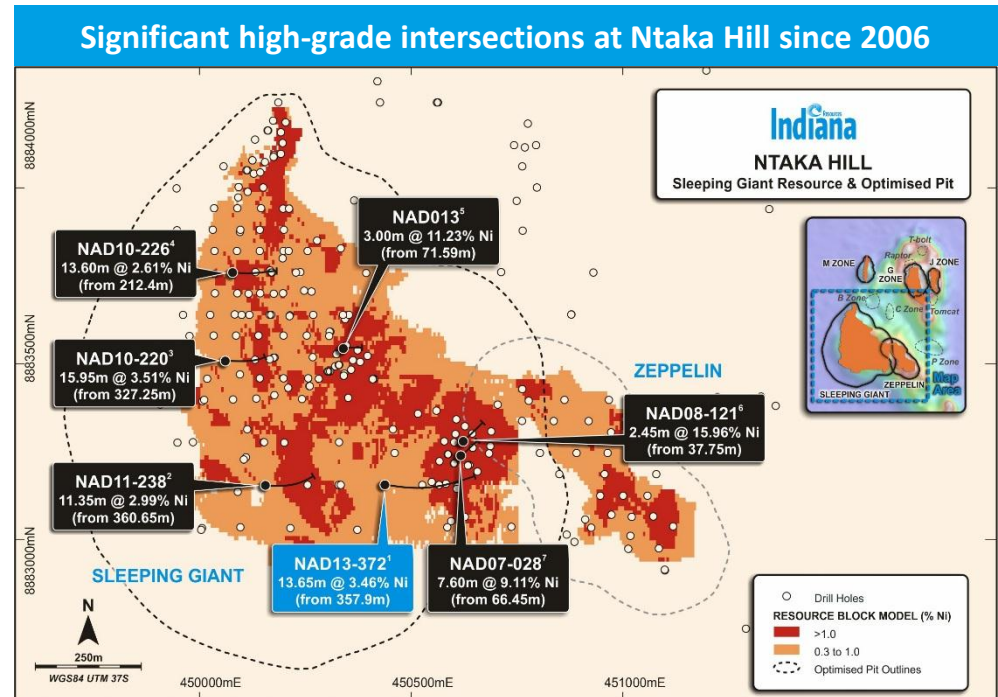 Significant high-grade intersections at Ntaka Hill since 2006
Indiana
Resources
NTAKA HILL
Sleeping Giant Resource & Optimised Pit
8884000mN
8883500mN
8883000mN
NAD013⁵
3.00m @ 11.23% Ni
(from 71.59m)
NAD10-226⁴
13.60m @ 2.61% Ni
(from 212.4m)
NAD10-220³
15.95m @ 3.51% Ni
(from 327.25m)
NAD11-238²
11.35m @ 2.99% Ni
(from 360.65m)
NAD13-372¹
13.65m @ 3.46% Ni
(from 357.9m)
NAD07-028⁷
7.60m @ 9.11% Ni
(from 66.45m)
NAD08-121⁶
2.45m @ 15.96% Ni
(from 37.75m)
ZEPPELIN
SLEEPING GIANT
T-bolt
Raptor
M ZONE
G ZONE
J ZONE
B Zone
C Zone
Tomcat
P Zone
ZEPPELIN
SLEEPING GIANT
Map
Area
N
250m
WGS84 UTM 37S
450000mE
450500mE
451000mE
Drill Holes
RESOURCE BLOCK MODEL (% Ni)
>1.0
0.3 to 1.0
Optimised Pit Outlines